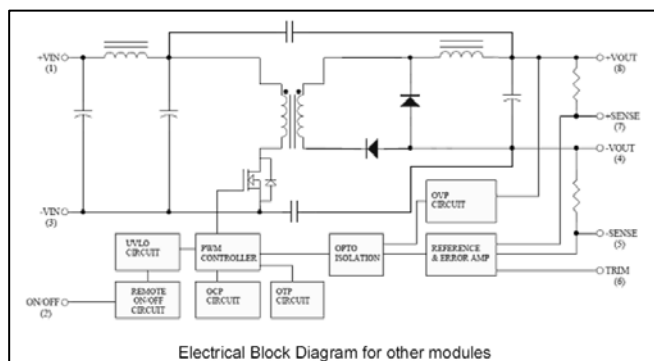 +VIN
(1)
+VOUT
(8)
+SENSE
(7)
-VOUT
(4)
-VIN
(3)
OVP
CIRCUIT
UVLO
CIRCUIT
PWM
CONTROLLER
OPTO
ISOLATION
REFERENCE
& ERROR AMP
-SENSE
(5)
TRIM
(6)
ON/OFF
(2)
REMOTE
ON/OFF
CIRCUIT
OCP
CIRCUIT
OTP
CIRCUIT
Electrical Block Diagram for other modules